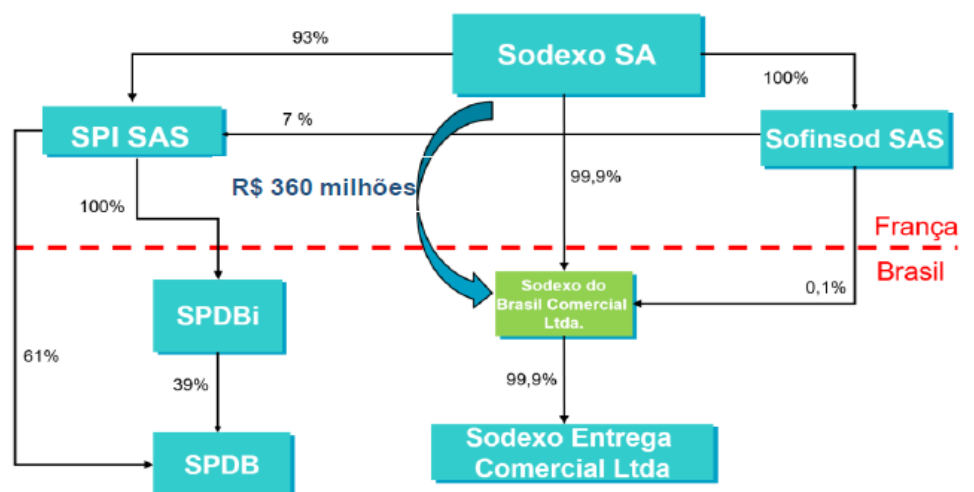 93%
Sodexo SA
100%
SPI SAS
7 %
Sofinsod SAS
R$ 360 milhões
99,9%
100%
França
Brasil
Sodexo do
Brasil Comercial
Ltda.
0,1%
SPDBi
61%
39%
99,9%
SPDB
Sodexo Entrega
Comercial Ltda